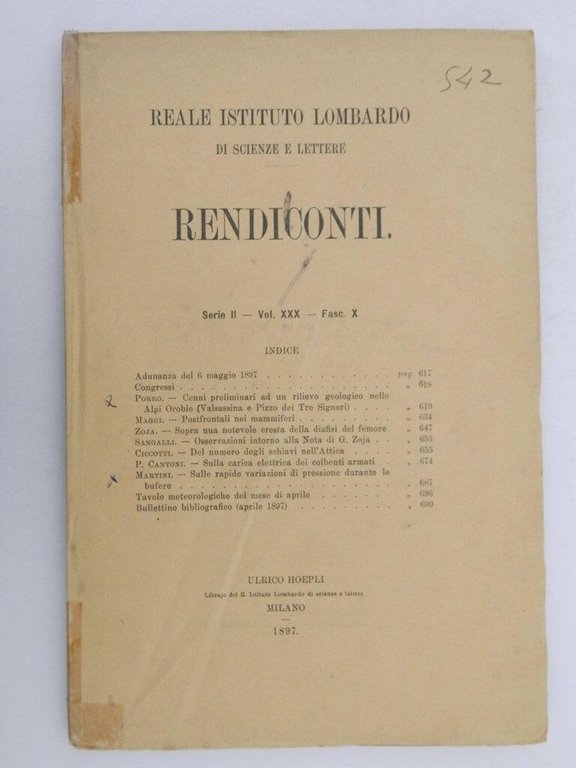 542
REALE ISTITUTO LOMBARDO
DI SCIENZE E LETTERE
RENDICONTI.
Serie II — Vol. XXX — Fasc. X
INDICE
Adunanza del 6 maggio 1897 . . . . . . . . . . . . . pag. 617
Congressi . . . . . . . . . . . . . . . . . . . . . „ 618
PORRO. — Cenni preliminari ad un rilievo geologico nelle
Alpi Orobie (Valsassina e Pizzo dei Tre Signori) . . . . „ 619
MAGGI. — Postfrontali nei mammiferi . . . . . . . . . „ 634
ZOJA. — Sopra una notevole cresta della diafisi del femore „ 647
SANGALLI. — Osservazioni intorno alla Nota di G. Zoja . . „ 653
CICCOTTI. — Del numero degli schiavi nell'Attica . . . . „ 655
P. CANTONI. — Sulla carica elettrica dei coibenti armati . „ 674
MARTINI. — Sulle rapide variazioni di pressione durante le
bufere . . . . . . . . . . . . . . . . . . . . . „ 687
Tavole meteorologiche del mese di aprile . . . . . . . „ 696
Bullettino bibliografico (aprile 1897) . . . . . . . . . „ 699
ULRICO HOEPLI
Librajo del R. Istituto Lombardo di scienze e lettere
MILANO
1897.